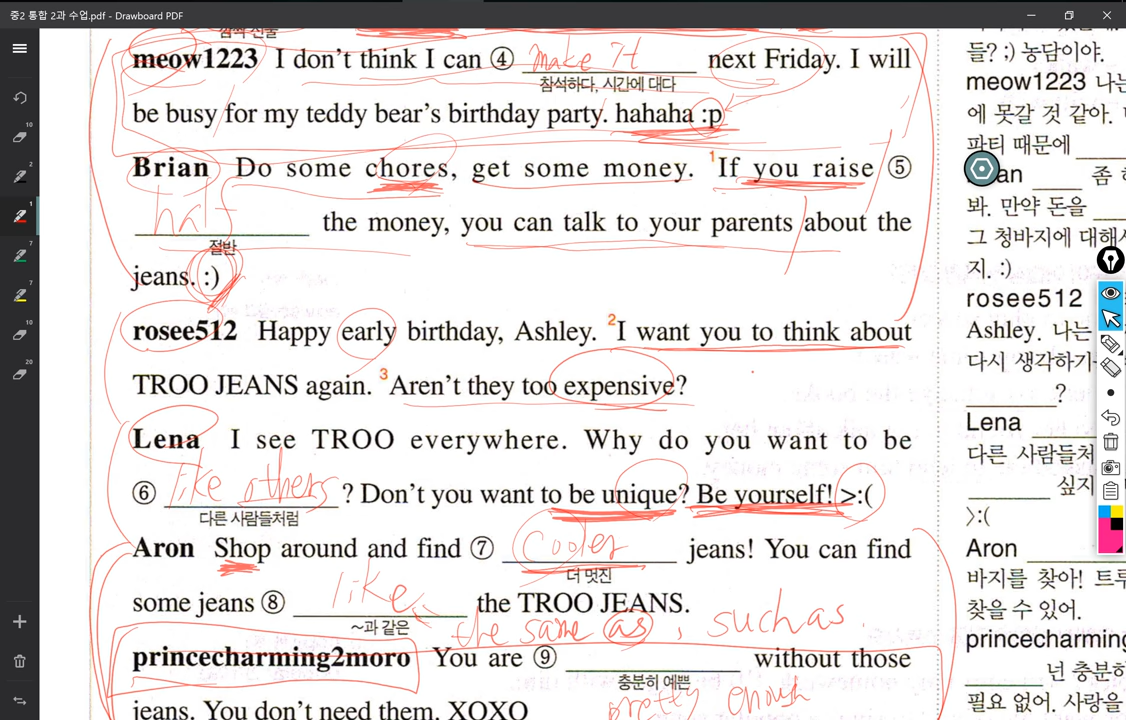 중2 통합 2과 수업.pdf - Drawboard PDF
meow1223 I don't think I can ④ make it next Friday. I will
참석하다, 시간에 대다
be busy for my teddy bear's birthday party. hahaha :p
Brian Do some chores, get some money. 1If you raise ⑤
half the money, you can talk to your parents about the
절반
jeans. :)
rosee512 Happy early birthday, Ashley. 2I want you to think about
TROO JEANS again. 3Aren't they too expensive?
Lena I see TROO everywhere. Why do you want to be
⑥ like others ? Don't you want to be unique? Be yourself! >:(
다른 사람들처럼
Aron Shop around and find ⑦ cooler jeans! You can find
더 멋진
some jeans ⑧ like the TROO JEANS.
~과 같은
the same as, such as
princecharming2moro You are ⑨ without those
충분히 예쁜
pretty enough
jeans. You don't need them. XOXO
들? ;) 농담이야.
meow1223 나는
에 못갈 것 같아.
파티 때문에
an 좀
봐. 만약 돈을
그 청바지에 대해
지. :)
rosee512
Ashley. 나는
다시 생각하기
?
Lena
다른 사람들처
싶지
>:(
Aron
바지를 찾아! 트루
찾을 수 있어.
princecharming
넌 충분히
필요 없어. 사랑을
10
2
1
7
7
10
20